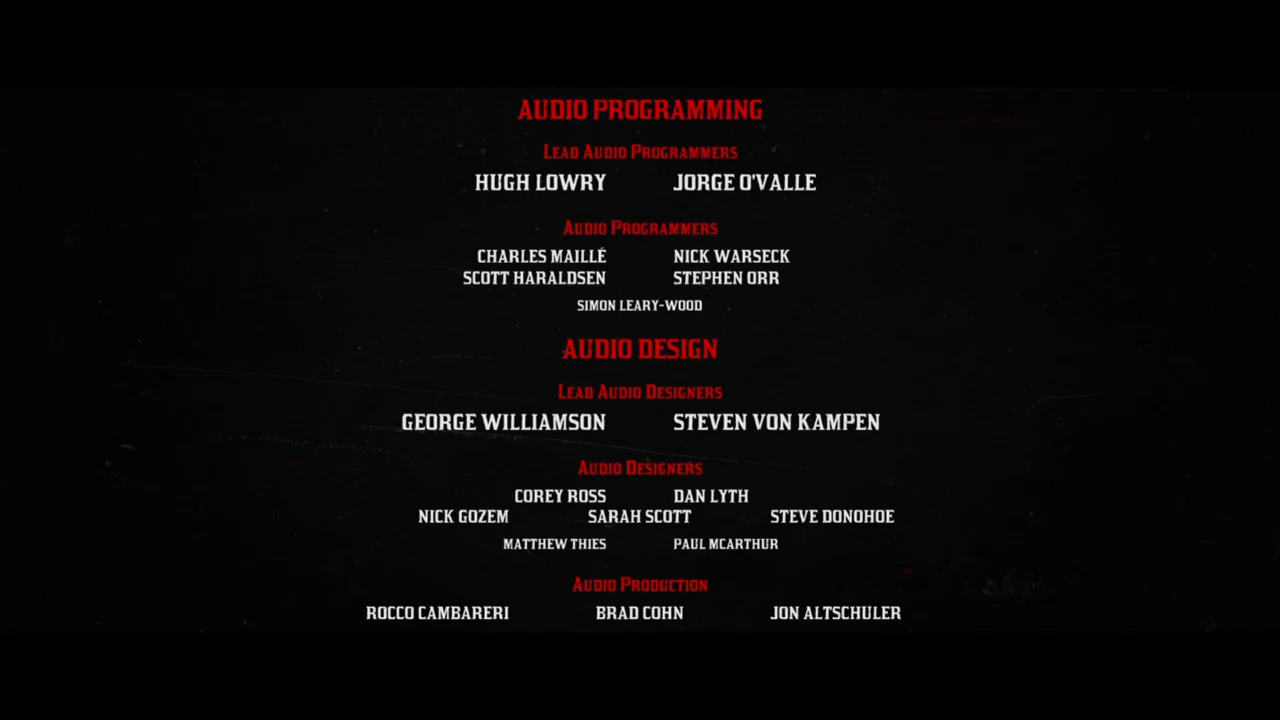 AUDIO PROGRAMMING
LEAD AUDIO PROGRAMMERS
HUGH LOWRY JORGE O'VALLE
AUDIO PROGRAMMERS
CHARLES MAILLÉ NICK WARSECK
SCOTT HARALDSEN STEPHEN ORR
SIMON LEARY-WOOD
AUDIO DESIGN
LEAD AUDIO DESIGNERS
GEORGE WILLIAMSON STEVEN VON KAMPEN
AUDIO DESIGNERS
COREY ROSS DAN LYTH
NICK GOZEM SARAH SCOTT STEVE DONOHOE
MATTHEW THIES PAUL MCARTHUR
AUDIO PRODUCTION
ROCCO CAMBARERI BRAD COHN JON ALTSCHULER